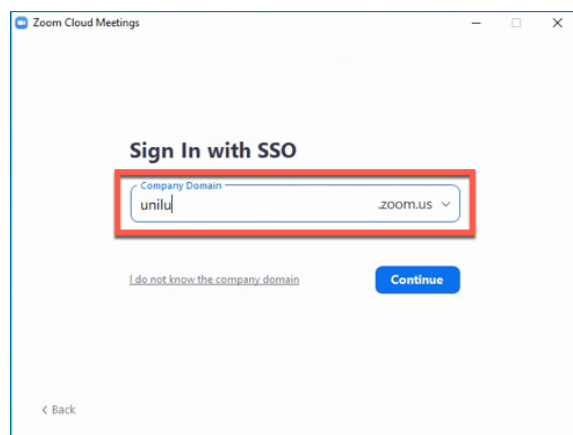 Zoom Cloud Meetings
Sign In with SSO
Company Domain
unilu .zoom.us
I do not know the company domain Continue
< Back